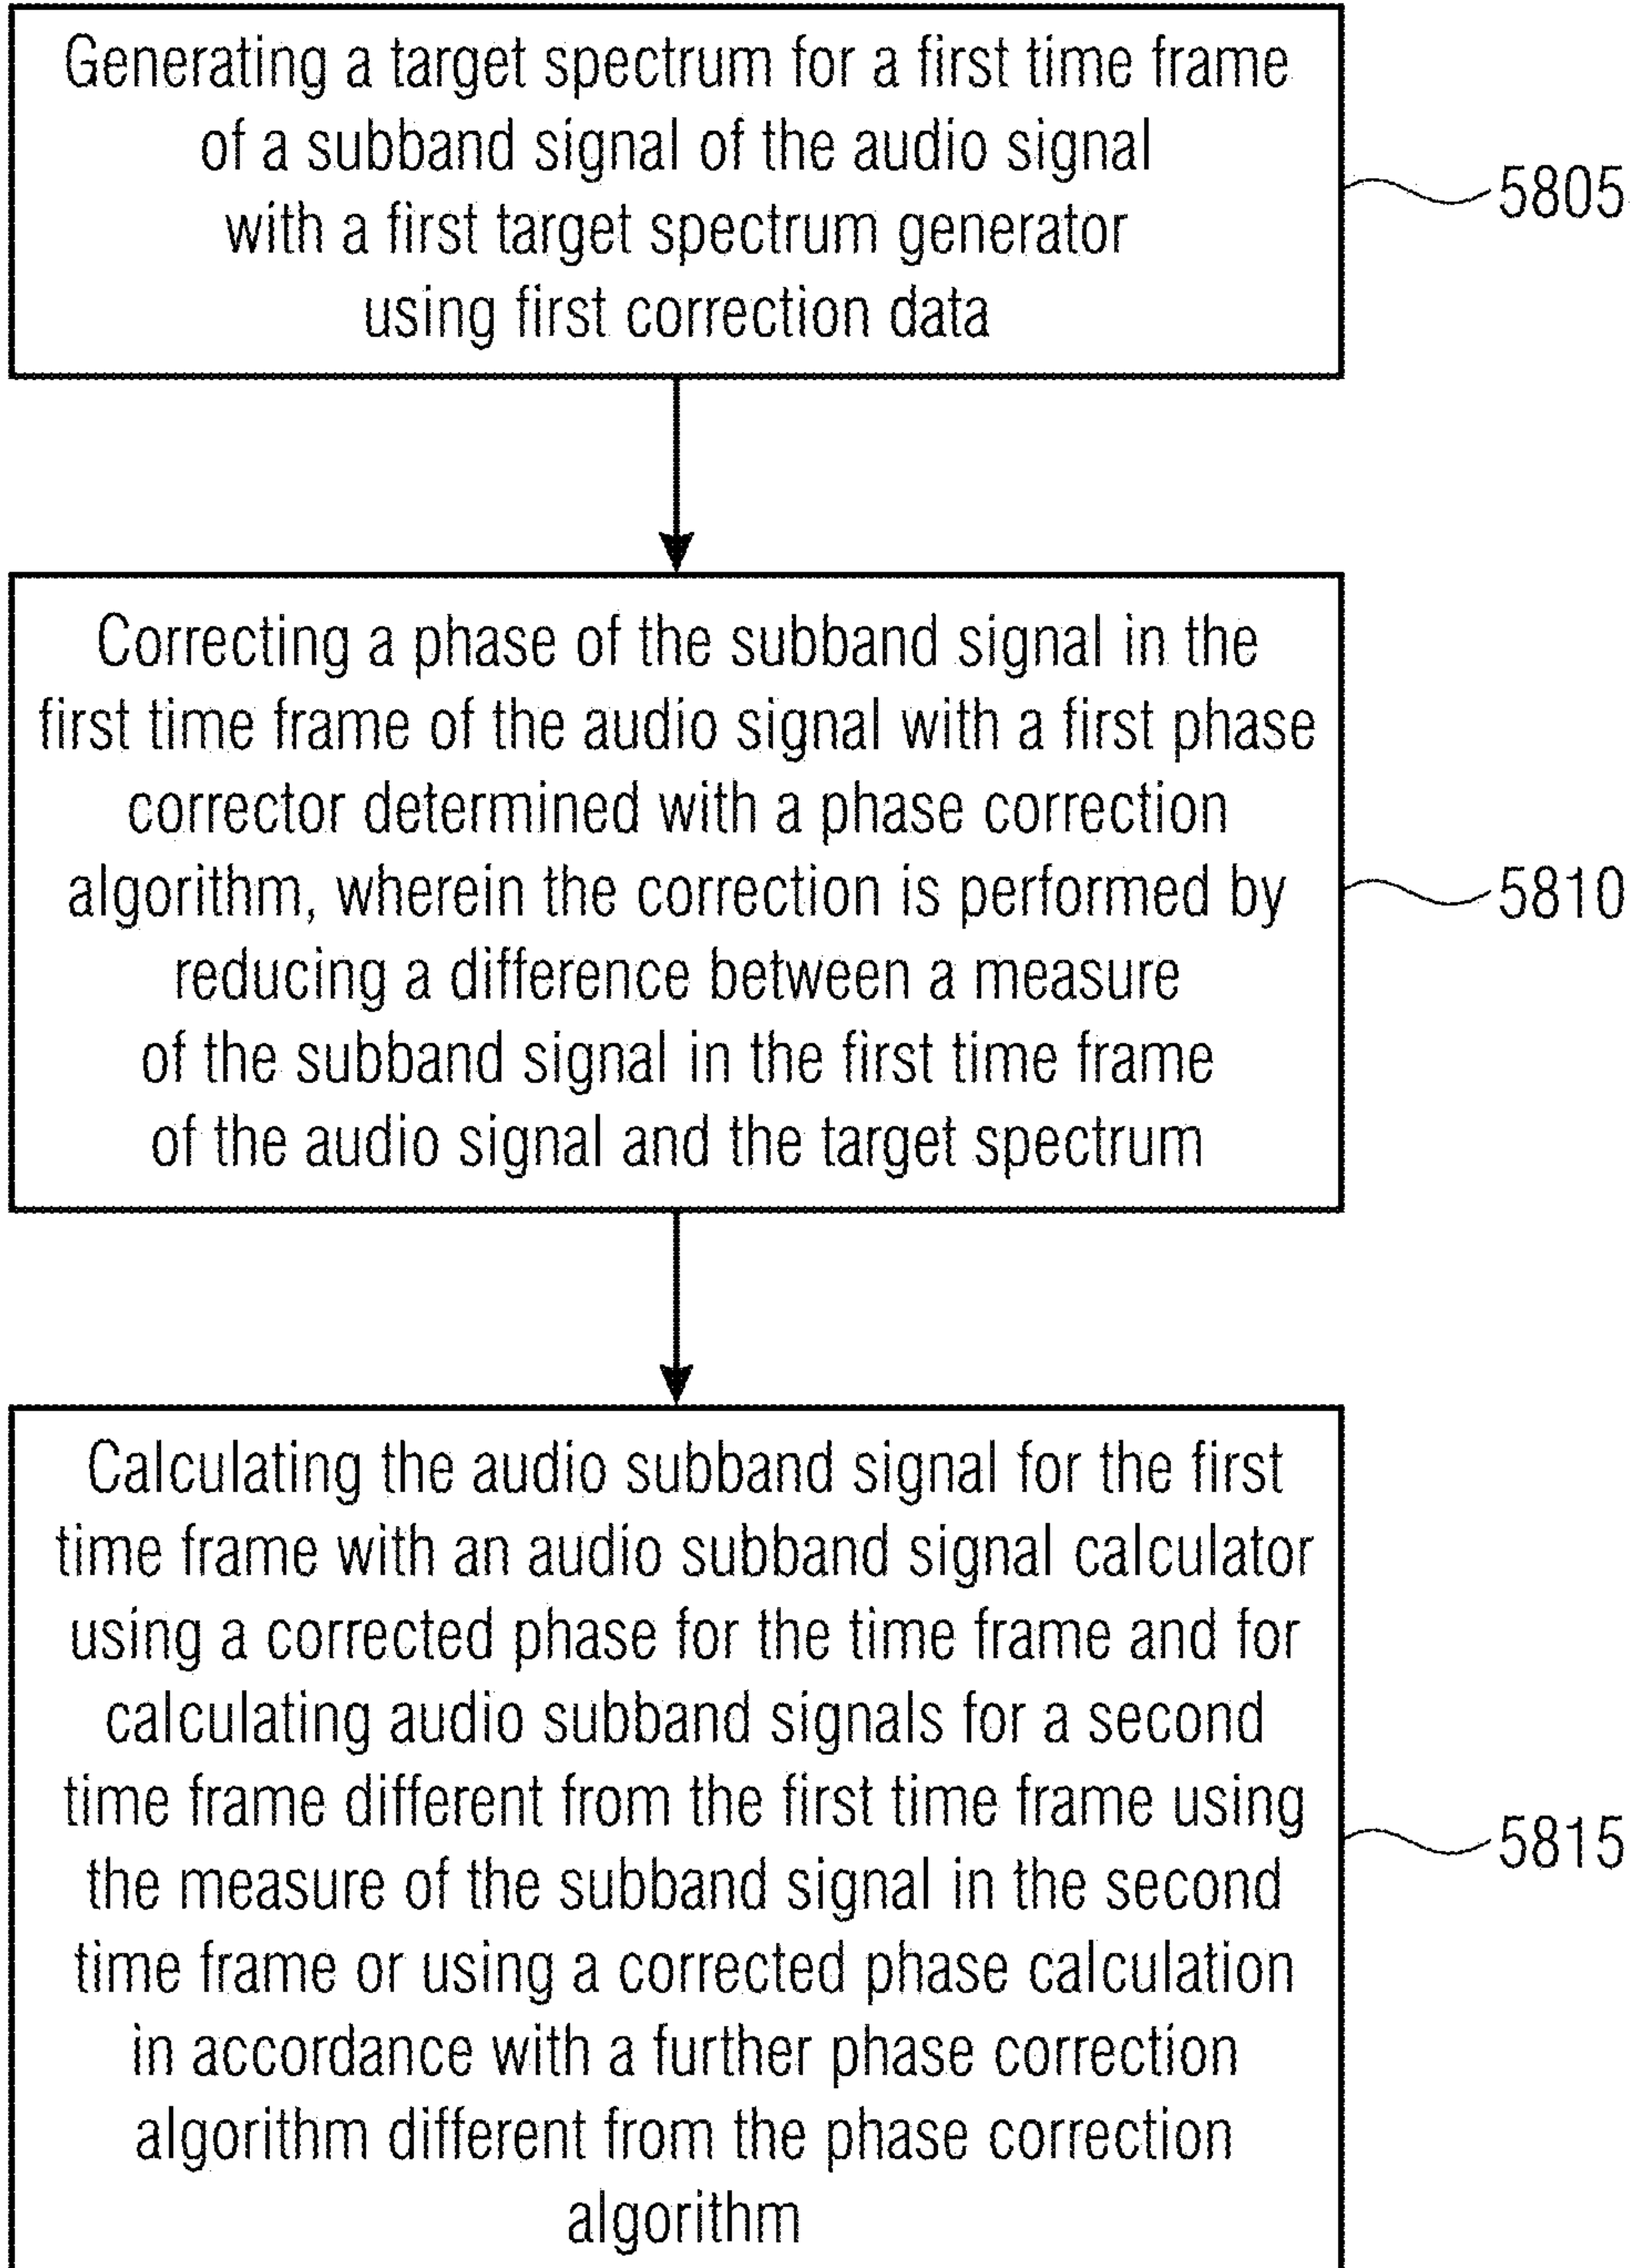 Generating a target spectrum for a first time frame
of a subband signal of the audio signal
with a first target spectrum generator
using first correction data
5805
Correcting a phase of the subband signal in the
first time frame of the audio signal with a first phase
corrector determined with a phase correction
algorithm, wherein the correction is performed by
reducing a difference between a measure
of the subband signal in the first time frame
of the audio signal and the target spectrum
5810
Calculating the audio subband signal for the first
time frame with an audio subband signal calculator
using a corrected phase for the time frame and for
calculating audio subband signals for a second
time frame different from the first time frame using
the measure of the subband signal in the second
time frame or using a corrected phase calculation
in accordance with a further phase correction
algorithm different from the phase correction
algorithm
5815